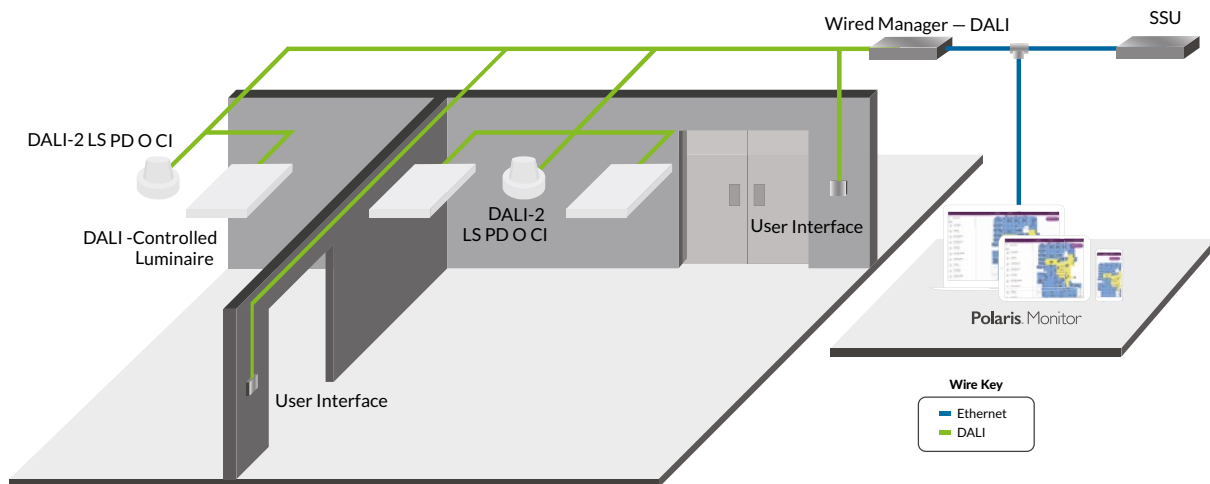 Wired Manager – DALI
SSU
DALI-2 LS PD O CI
DALI-2
LS PD O CI
User Interface
DALI -Controlled
Luminaire
Polaris. Monitor
Wire Key
Ethernet
DALI
User Interface